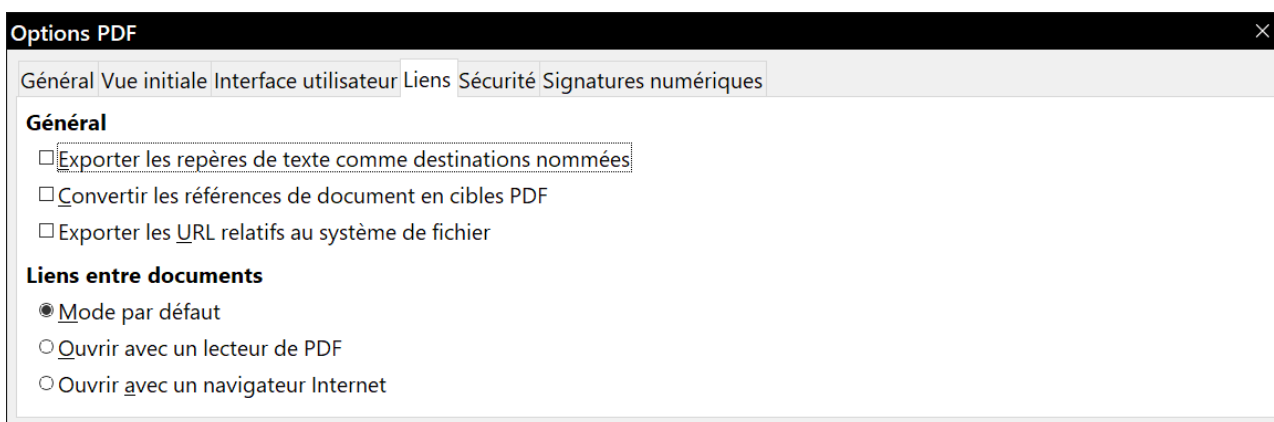 Options PDF
Général Vue initiale Interface utilisateur Liens Sécurité Signatures numériques
Général
Exporter les repères de texte comme destinations nommées
Convertir les références de document en cibles PDF
Exporter les URL relatifs au système de fichier
Liens entre documents
Mode par défaut
Ouvrir avec un lecteur de PDF
Ouvrir avec un navigateur Internet